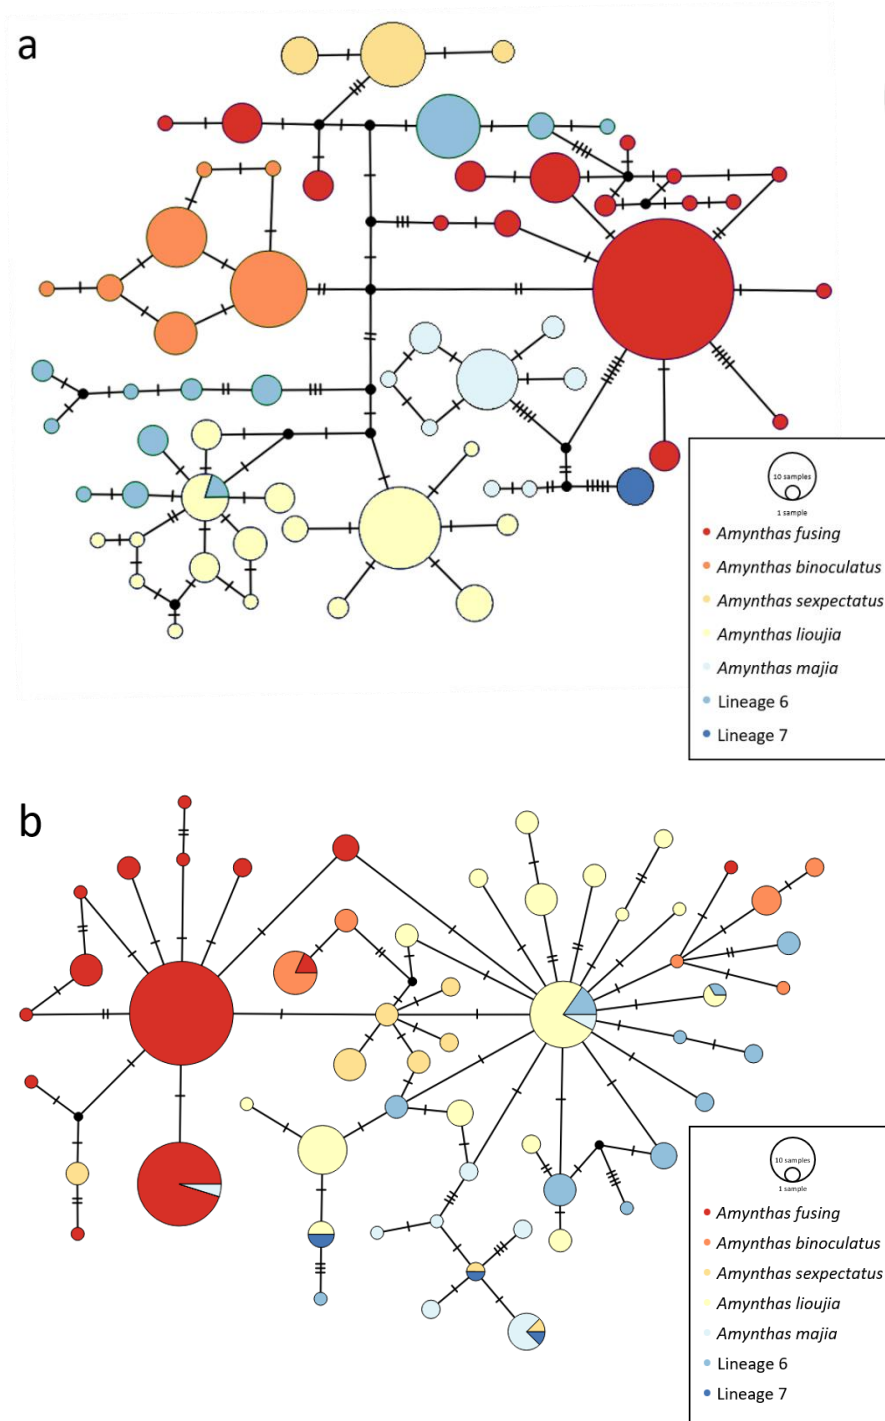 a
10 samples
1 sample
Amynthas fusing
Amynthas binoculatus
Amynthas sexpectatus
Amynthas lioujia
Amynthas majia
Lineage 6
Lineage 7
b
10 samples
1 sample
Amynthas fusing
Amynthas binoculatus
Amynthas sexpectatus
Amynthas lioujia
Amynthas majia
Lineage 6
Lineage 7